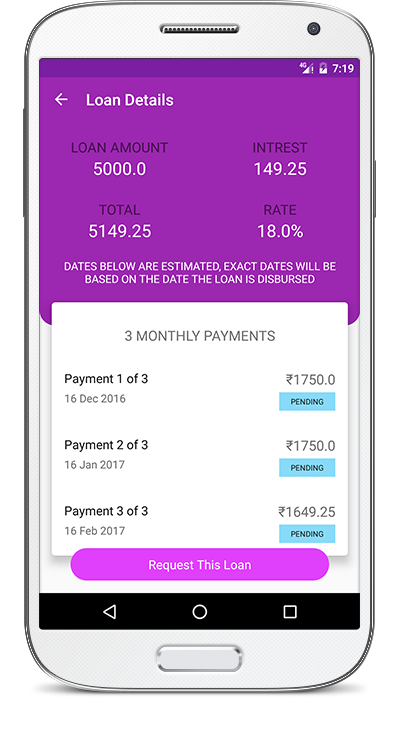 4G 7:19
Loan Details
LOAN AMOUNT INTREST
5000.0 149.25
TOTAL RATE
5149.25 18.0%
DATES BELOW ARE ESTIMATED, EXACT DATES WILL BE
BASED ON THE DATE THE LOAN IS DISBURSED
3 MONTHLY PAYMENTS
Payment 1 of 3 ₹1750.0
16 Dec 2016 PENDING
Payment 2 of 3 ₹1750.0
16 Jan 2017 PENDING
Payment 3 of 3 ₹1649.25
16 Feb 2017 PENDING
Request This Loan